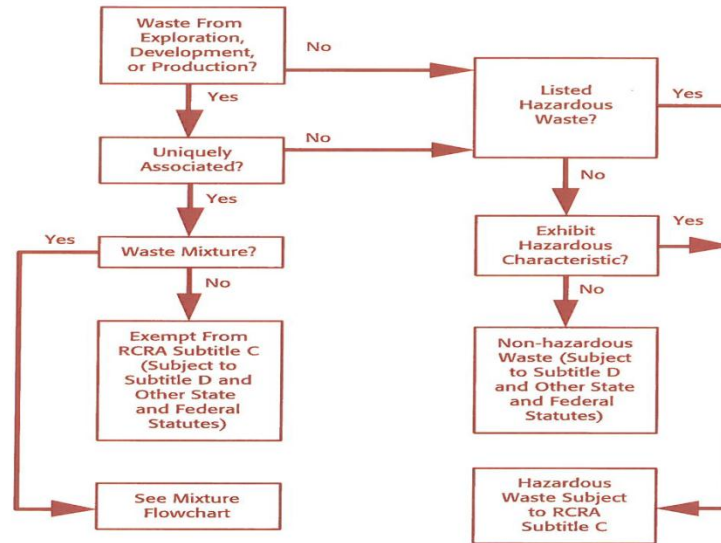 Waste From
Exploration,
Development,
or Production?
No
Yes
Listed
Hazardous
Waste?
Yes
Uniquely
Associated?
No
No
Yes
Yes
Waste Mixture?
No
Exhibit
Hazardous
Characteristic?
Yes
No
Exempt From
RCRA Subtitle C
(Subject to
Subtitle D and
Other State
and Federal
Statutes)
Non-hazardous
Waste (Subject
to Subtitle D
and Other State
and Federal
Statutes)
See Mixture
Flowchart
Hazardous
Waste Subject
to RCRA
Subtitle C